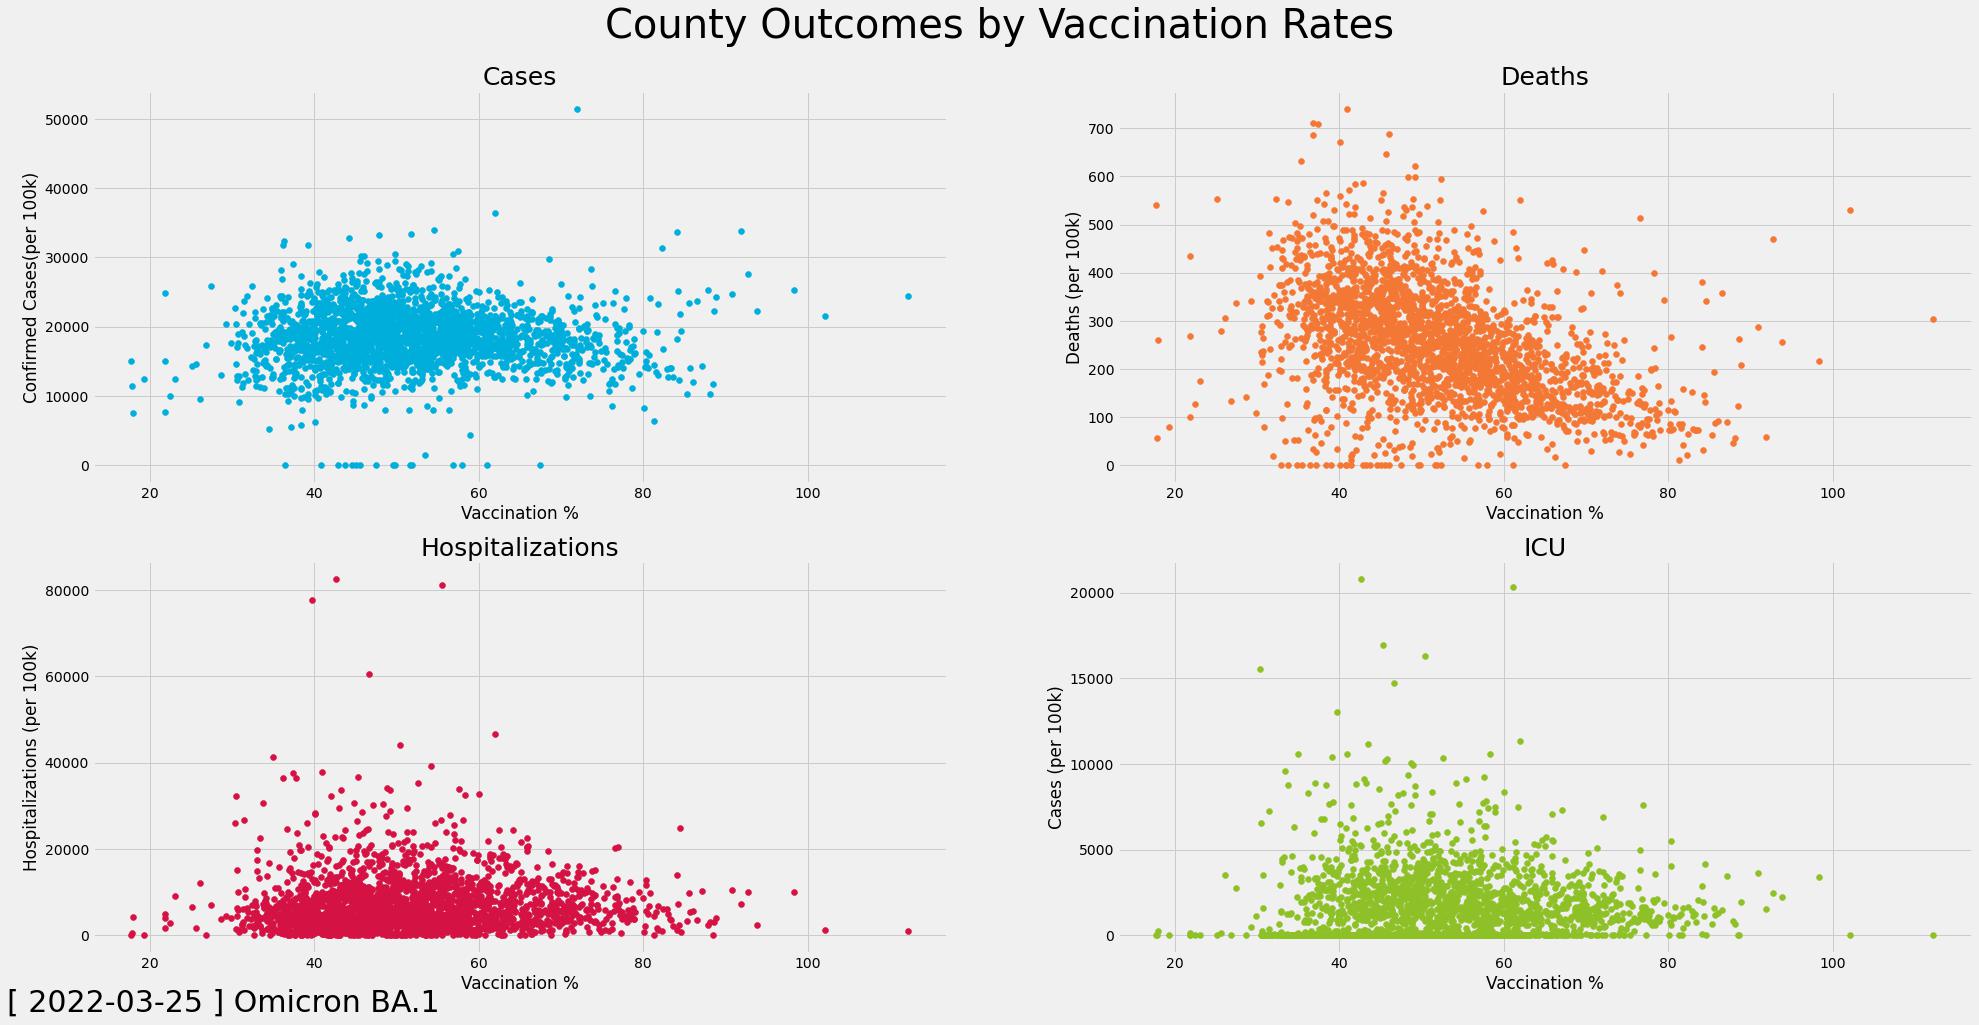 County Outcomes by Vaccination Rates
Cases
Confirmed Cases(per 100k)
50000
40000
30000
20000
10000
0
20 40 60 80 100
Vaccination %
Deaths
Deaths (per 100k)
700
600
500
400
300
200
100
0
20 40 60 80 100
Vaccination %
Hospitalizations
Hospitalizations (per 100k)
80000
60000
40000
20000
0
20 40 60 80 100
Vaccination %
ICU
Cases (per 100k)
20000
15000
10000
5000
0
20 40 60 80 100
Vaccination %
[ 2022-03-25 ] Omicron BA.1